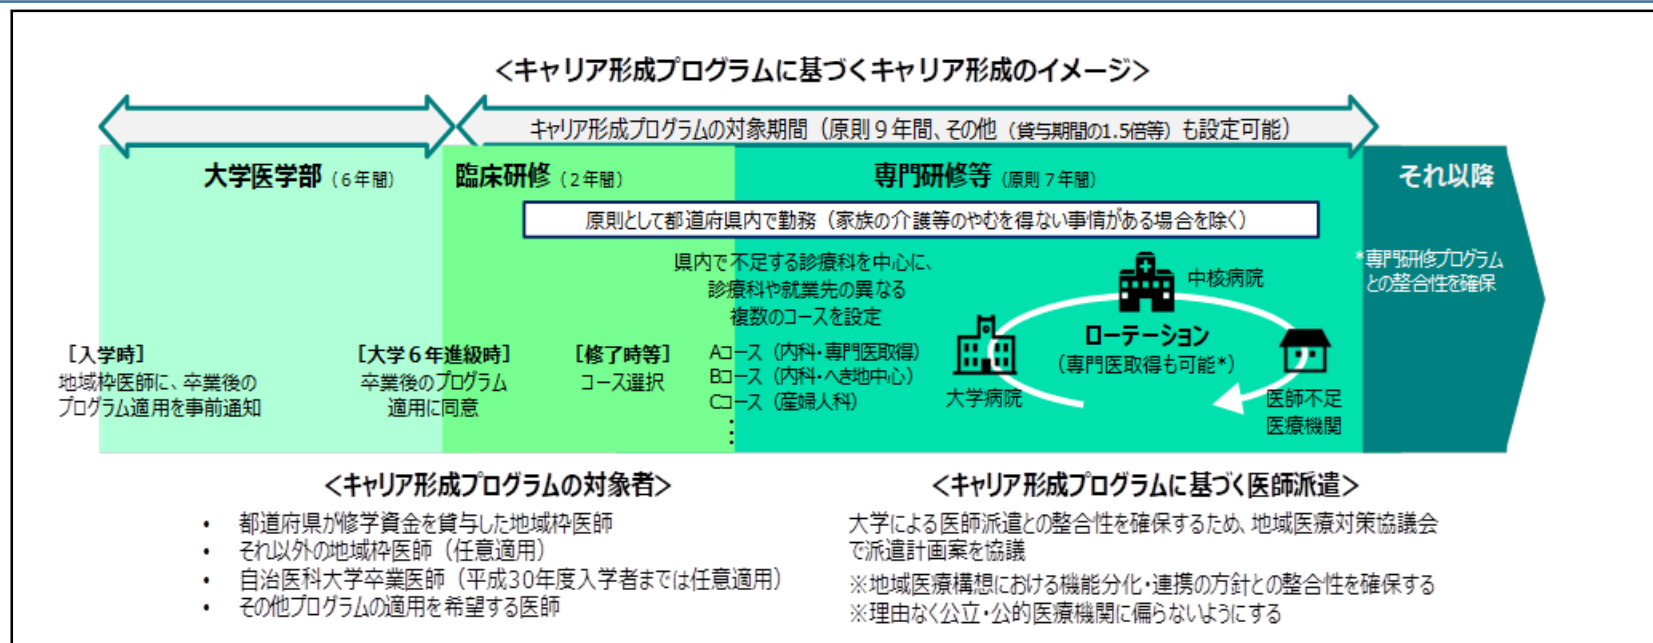 ＜キャリア形成プログラムに基づくキャリア形成のイメージ＞
キャリア形成プログラムの対象期間（原則９年間、その他（貸与期間の1.5倍等）も設定可能）
大学医学部（６年間）
臨床研修（２年間）
専門研修等（原則７年間）
それ以降
原則として都道府県内で勤務（家族の介護等のやむを得ない事情がある場合を除く）
県内で不足する診療科を中心に、
診療科や就業先の異なる
複数のコースを設定
中核病院
*専門研修プログラム
との整合性を確保
ローテーション
（専門医取得も可能*）
大学病院
医師不足
医療機関
［入学時］
地域枠医師に、卒業後の
プログラム適用を事前通知
［大学６年進級時］
卒業後のプログラム
適用に同意
［修了時等］
コース選択
Aコース（内科・専門医取得）
Bコース（内科・へき地中心）
Cコース（産婦人科）
⋮
＜キャリア形成プログラムの対象者＞
• 都道府県が修学資金を貸与した地域枠医師
• それ以外の地域枠医師（任意適用）
• 自治医科大学卒業医師（平成30年度入学者までは任意適用）
• その他プログラムの適用を希望する医師
＜キャリア形成プログラムに基づく医師派遣＞
大学による医師派遣との整合性を確保するため、地域医療対策協議会
で派遣計画案を協議
※地域医療構想における機能分化・連携の方針との整合性を確保する
※理由なく公立・公的医療機関に偏らないようにする